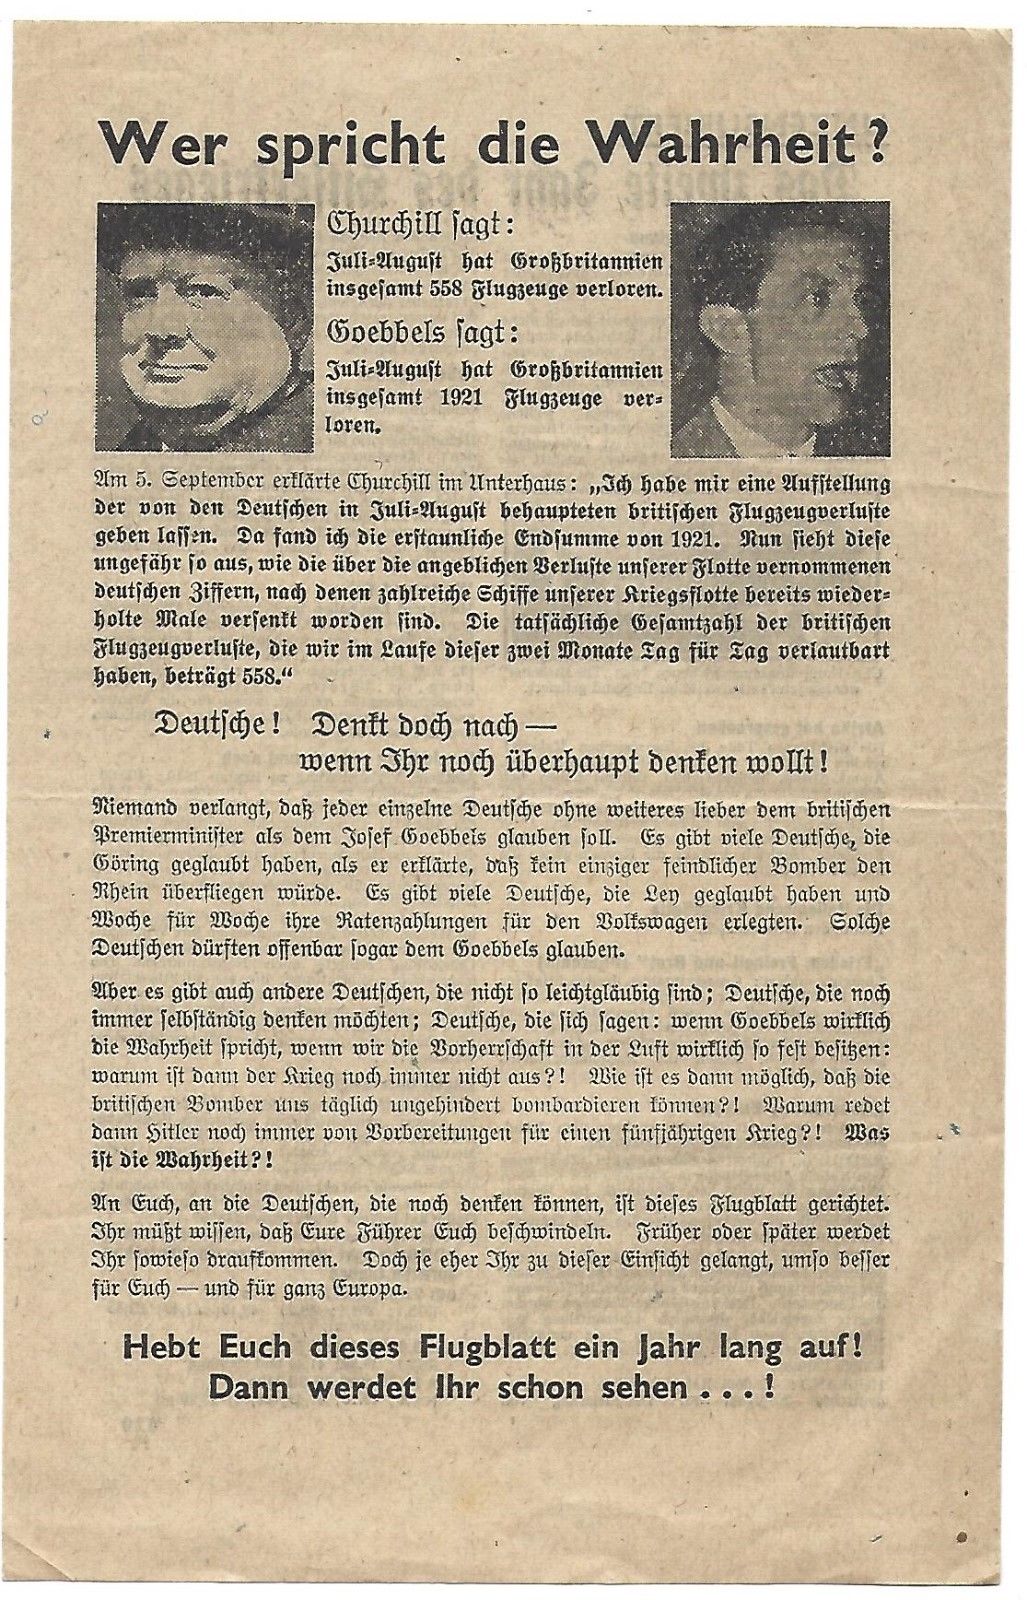 Wer spricht die Wahrheit?
Churchill sagt:
Juli-August hat Großbritannien
insgesamt 558 Flugzeuge verloren.
Goebbels sagt:
Juli-August hat Großbritannien
insgesamt 1921 Flugzeuge ver-
loren.
Am 5. September erklärte Churchill im Unterhaus: „Ich habe mir eine Aufstellung
der von den Deutschen in Juli-August behaupteten britischen Flugzeugverluste
geben lassen. Da fand ich die erstaunliche Endsumme von 1921. Nun sieht diese
ungefähr so aus, wie die über die angeblichen Verluste unserer Flotte vernommenen
deutschen Ziffern, nach denen zahlreiche Schiffe unserer Kriegsflotte bereits wieder-
holte Male versenkt worden sind. Die tatsächliche Gesamtzahl der britischen
Flugzeugverluste, die wir im Laufe dieser zwei Monate Tag für Tag verlautbart
haben, beträgt 558.“
Deutsche! Denkt doch nach —
wenn Ihr noch überhaupt denken wollt!
Niemand verlangt, daß jeder einzelne Deutsche ohne weiteres lieber dem britischen
Premierminister als dem Josef Goebbels glauben soll. Es gibt viele Deutsche, die
Göring geglaubt haben, als er erklärte, daß kein einziger feindlicher Bomber den
Rhein überfliegen würde. Es gibt viele Deutsche, die Ley geglaubt haben und
Woche für Woche ihre Ratenzahlungen für den Volkswagen erlegten. Solche
Deutschen dürften offenbar sogar dem Goebbels glauben.
Aber es gibt auch andere Deutschen, die nicht so leichtgläubig sind; Deutsche, die noch
immer selbständig denken möchten; Deutsche, die sich sagen: wenn Goebbels wirklich
die Wahrheit spricht, wenn wir die Vorherrschaft in der Luft wirklich so fest besitzen:
warum ist dann der Krieg noch immer nicht aus?! Wie ist es dann möglich, daß die
britischen Bomber uns täglich ungehindert bombardieren können?! Warum redet
dann Hitler noch immer von Vorbereitungen für einen fünfjährigen Krieg?! Was
ist die Wahrheit?!
An Euch, an die Deutschen, die noch denken können, ist dieses Flugblatt gerichtet.
Ihr müßt wissen, daß Eure Führer Euch beschwindeln. Früher oder später werdet
Ihr sowieso draufkommen. Doch je eher Ihr zu dieser Einsicht gelangt, umso besser
für Euch — und für ganz Europa.
Hebt Euch dieses Flugblatt ein Jahr lang auf!
Dann werdet Ihr schon sehen . . . !